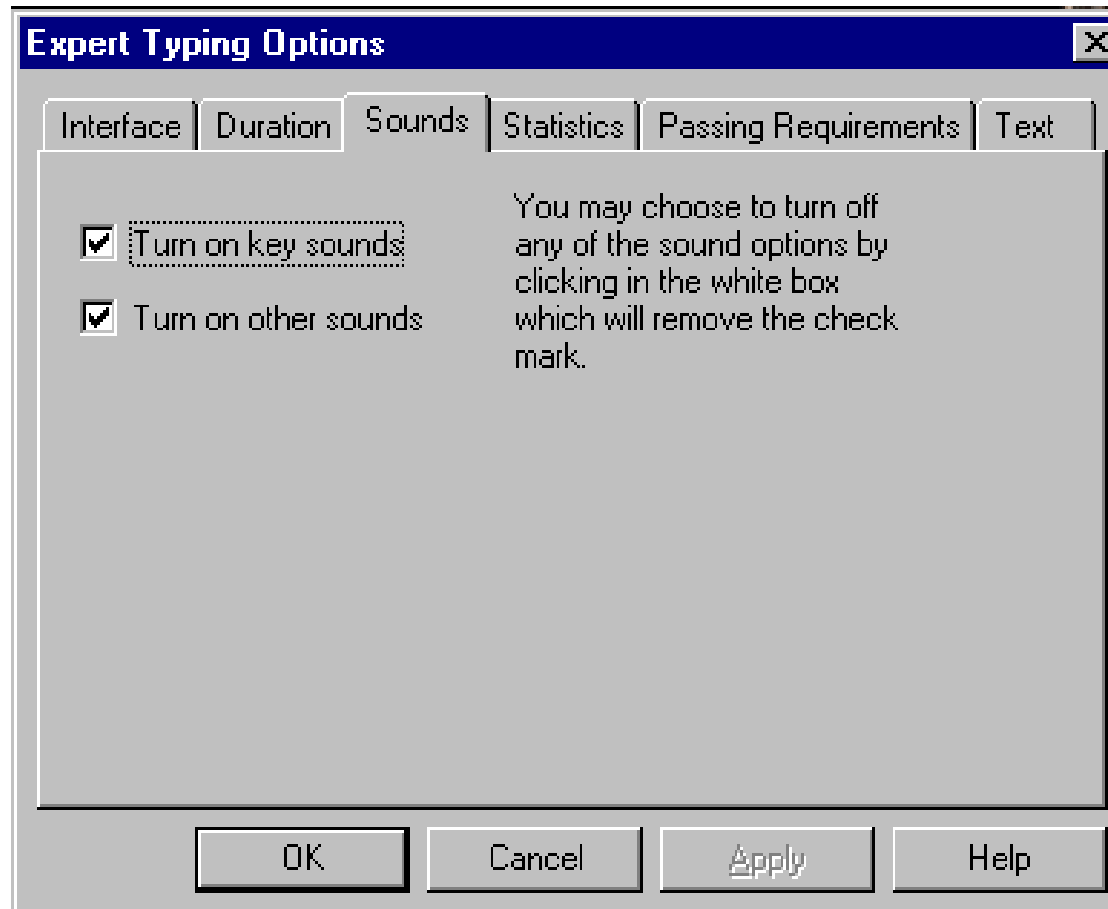 Expert Typing Options
Interface Duration Sounds Statistics Passing Requirements Text
Turn on key sounds
Turn on other sounds
You may choose to turn off
any of the sound options by
clicking in the white box
which will remove the check
mark.
OK Cancel Apply Help